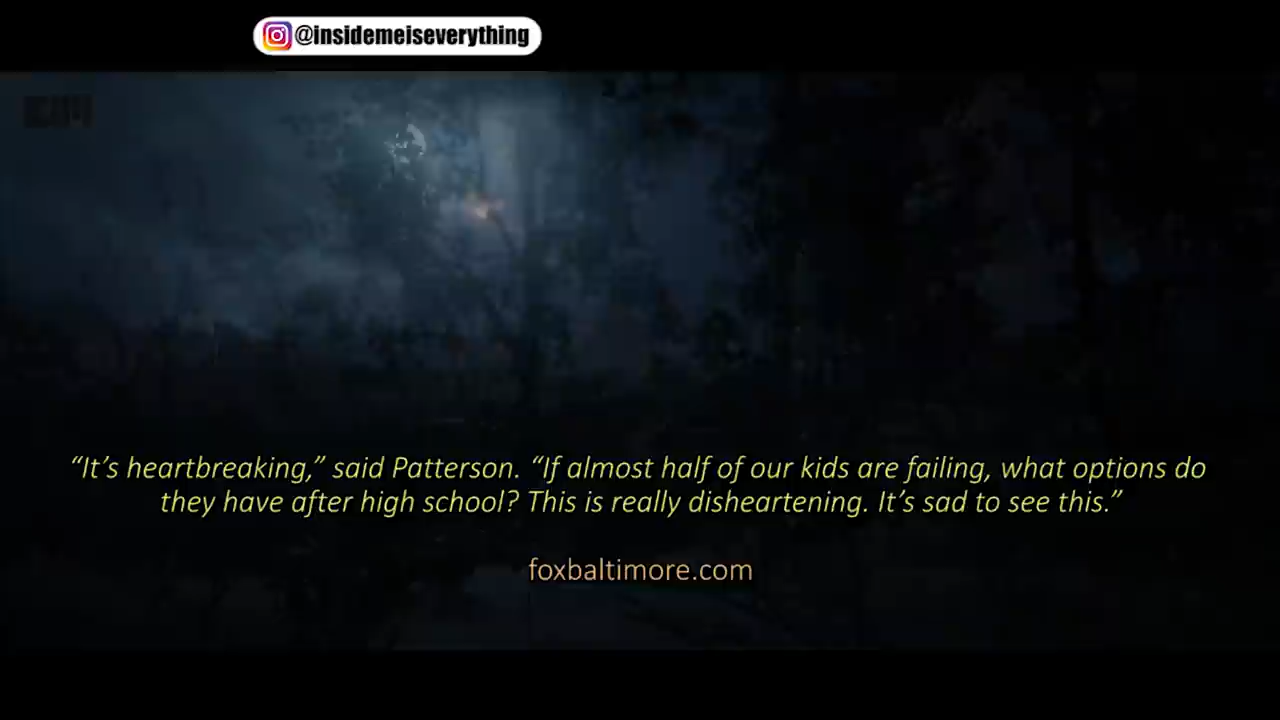 @insidemeiseverything
“It’s heartbreaking,” said Patterson. “If almost half of our kids are failing, what options do
they have after high school? This is really disheartening. It’s sad to see this.”
foxbaltimore.com